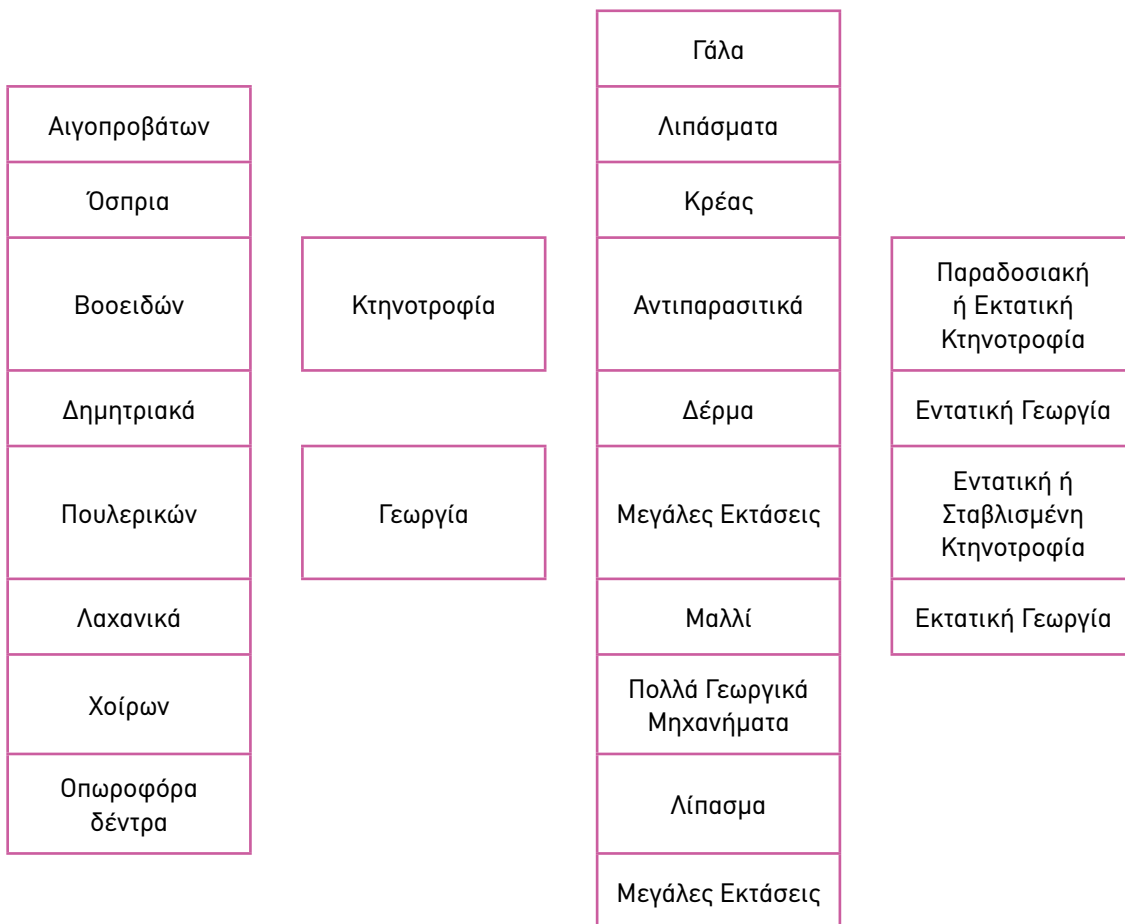 Αιγοπροβάτων
Όσπρια
Βοοειδών
Δημητριακά
Πουλερικών
Λαχανικά
Χοίρων
Οπωροφόρα
δέντρα
Κτηνοτροφία
Γεωργία
Γάλα
Λιπάσματα
Κρέας
Αντιπαρασιτικά
Δέρμα
Μεγάλες Εκτάσεις
Μαλλί
Πολλά Γεωργικά
Μηχανήματα
Λίπασμα
Μεγάλες Εκτάσεις
Παραδοσιακή
ή Εκτατική
Κτηνοτροφία
Εντατική Γεωργία
Εντατική ή
Σταβλισμένη
Κτηνοτροφία
Εκτατική Γεωργία